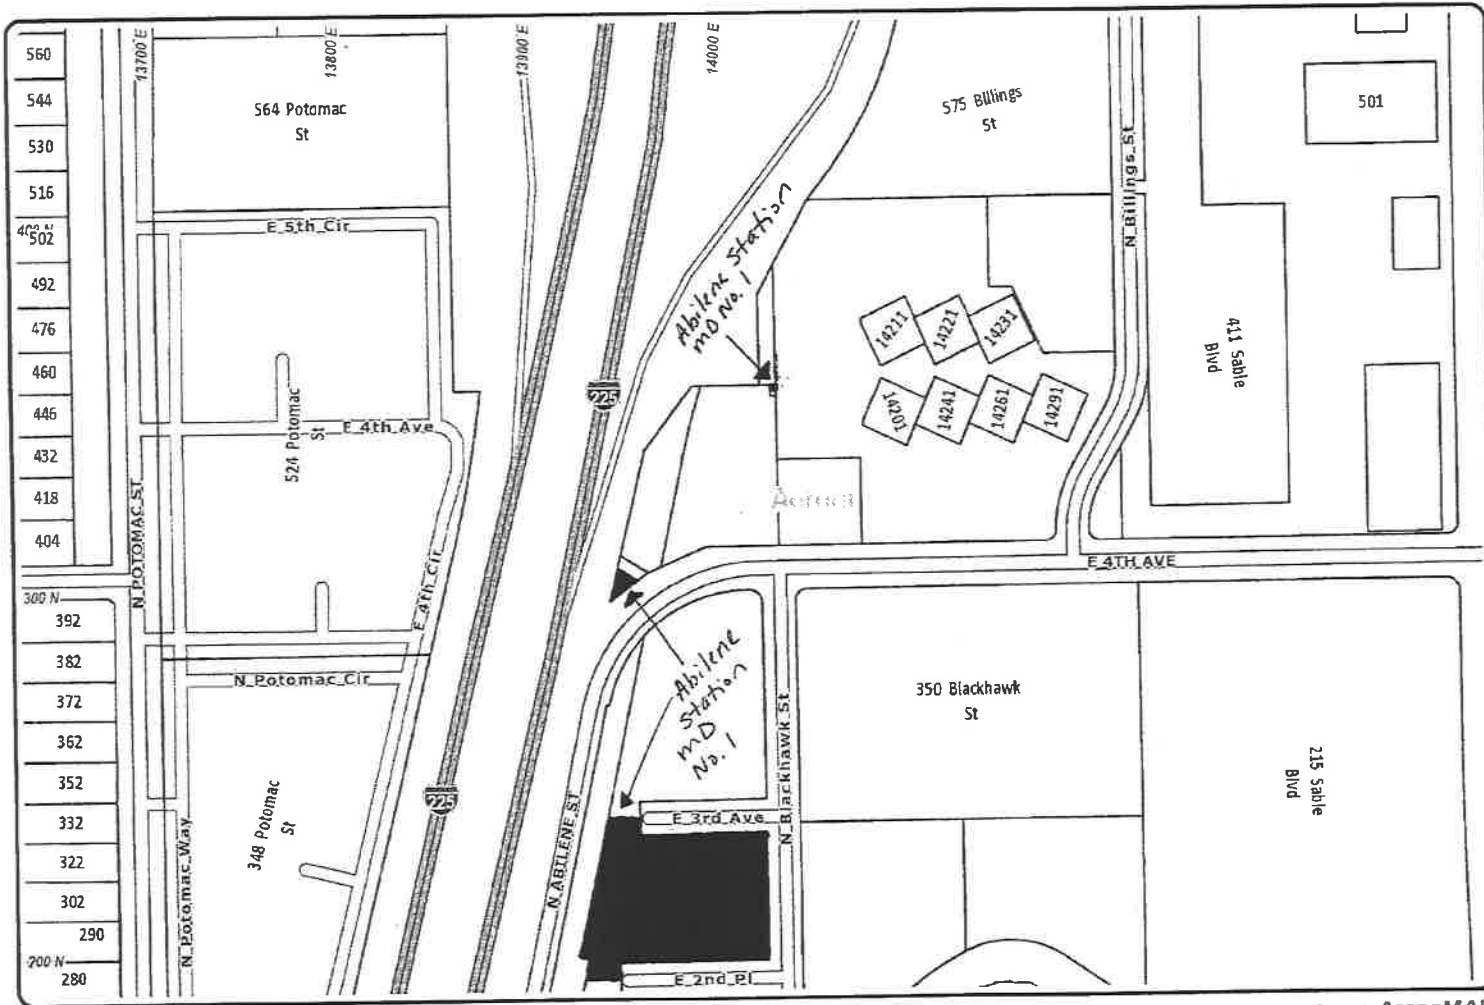 560
544
530
516
400 N
502
492
476
460
446
432
418
404
300 N
392
382
372
362
352
332
322
302
290
200 N
280
13700 E
13800 E
13900 E
14000 E
564 Potomac
St
E 5th Cir
524 Potomac
St
E 4th Ave
N POTOMAC ST
E 4th Cir
N Potomac Cir
348 Potomac
St
N Potomac Way
225
225
Abilene Station
MD No. 1
575 Billings
St
N Billings St
501
14211
14221
14231
14201
14241
14261
14291
411 Sable
Blvd
E 4TH AVE
Abilene
Station
MD
No. 1
N ABILENE ST
N Blackhawk St
E 3rd Ave
E 2nd Pl
350 Blackhawk
St
215 Sable
Blvd